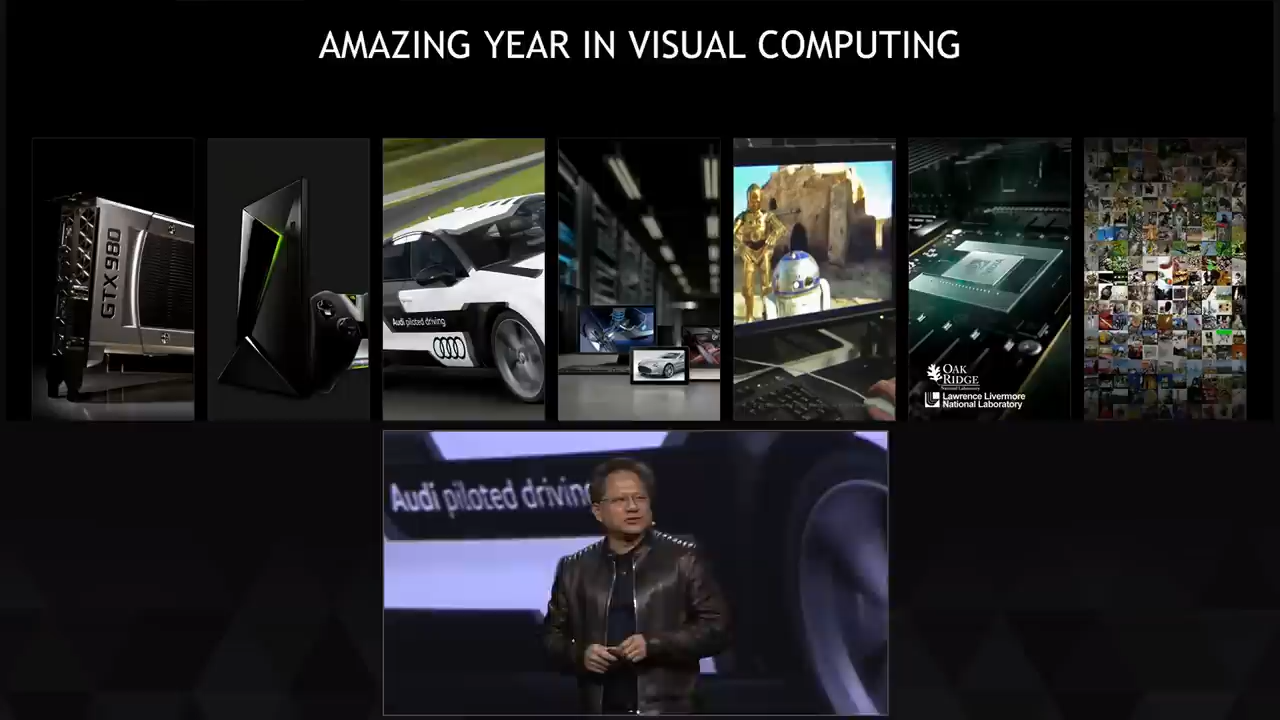 AMAZING YEAR IN VISUAL COMPUTING
GTX 980
Audi piloted driving
OAK
RIDGE
National Laboratory
Lawrence Livermore
National Laboratory
Audi piloted driving